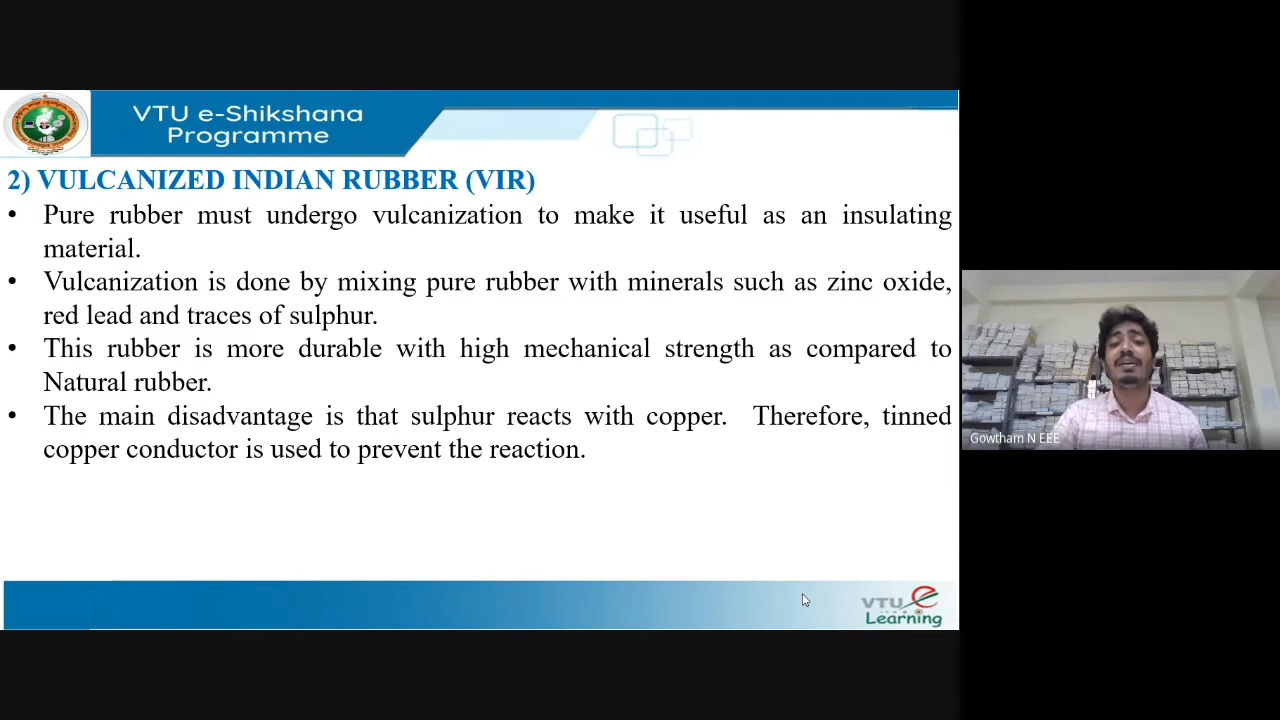 VTU e-Shikshana
Programme
2) VULCANIZED INDIAN RUBBER (VIR)
• Pure rubber must undergo vulcanization to make it useful as an insulating
material.
• Vulcanization is done by mixing pure rubber with minerals such as zinc oxide,
red lead and traces of sulphur.
• This rubber is more durable with high mechanical strength as compared to
Natural rubber.
• The main disadvantage is that sulphur reacts with copper. Therefore, tinned
copper conductor is used to prevent the reaction.
Gowtham N EEE
VTU e
Learning